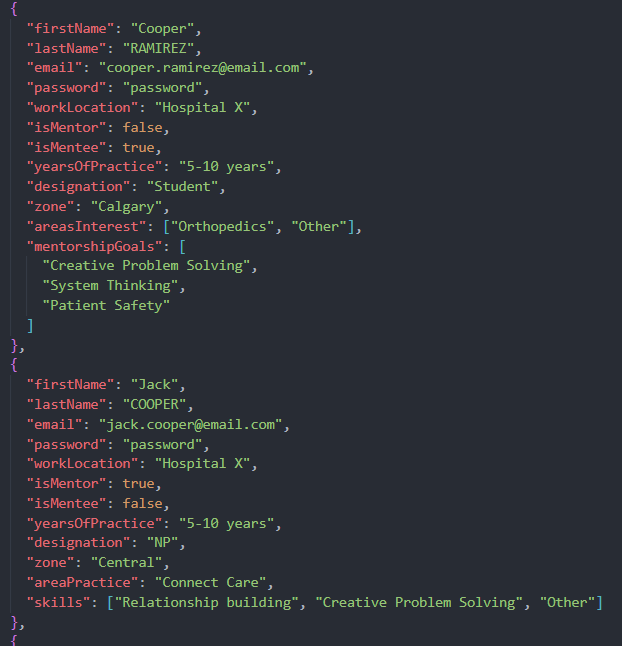 {
"firstName": "Cooper",
"lastName": "RAMIREZ",
"email": "cooper.ramirez@email.com",
"password": "password",
"workLocation": "Hospital X",
"isMentor": false,
"isMentee": true,
"yearsOfPractice": "5-10 years",
"designation": "Student",
"zone": "Calgary",
"areasInterest": ["Orthopedics", "Other"],
"mentorshipGoals": [
"Creative Problem Solving",
"System Thinking",
"Patient Safety"
]
},
{
"firstName": "Jack",
"lastName": "COOPER",
"email": "jack.cooper@email.com",
"password": "password",
"workLocation": "Hospital X",
"isMentor": true,
"isMentee": false,
"yearsOfPractice": "5-10 years",
"designation": "NP",
"zone": "Central",
"areaPractice": "Connect Care",
"skills": ["Relationship building", "Creative Problem Solving", "Other"]
},
{